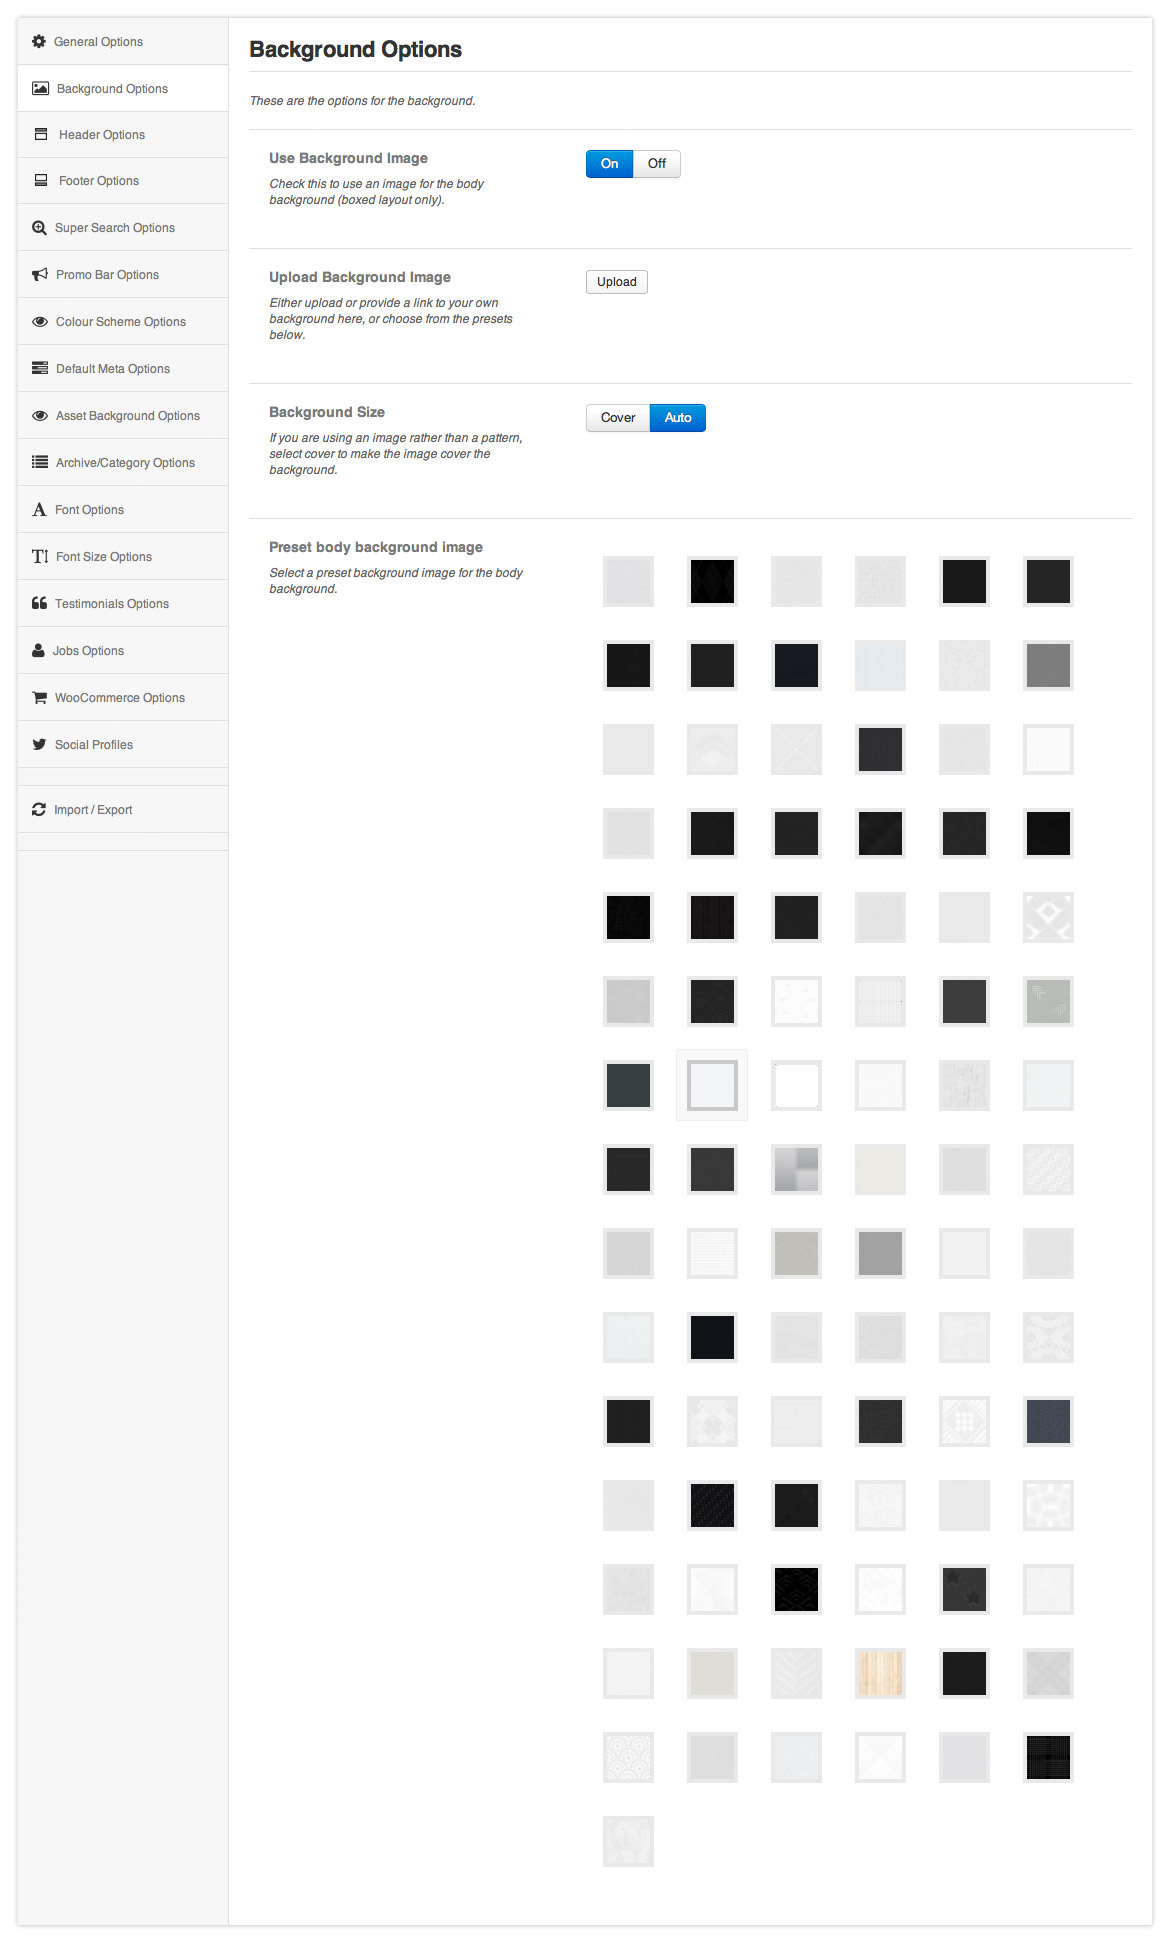 General Options
Background Options
Header Options
Footer Options
Super Search Options
Promo Bar Options
Colour Scheme Options
Default Meta Options
Asset Background Options
Archive/Category Options
Font Options
Font Size Options
Testimonials Options
Jobs Options
WooCommerce Options
Social Profiles
Import / Export
Background Options
These are the options for the background.
Use Background Image
Check this to use an image for the body
background (boxed layout only).
On Off
Upload Background Image
Either upload or provide a link to your own
background here, or choose from the presets
below.
Upload
Background Size
If you are using an image rather than a pattern,
select cover to make the image cover the
background.
Cover Auto
Preset body background image
Select a preset background image for the body
background.